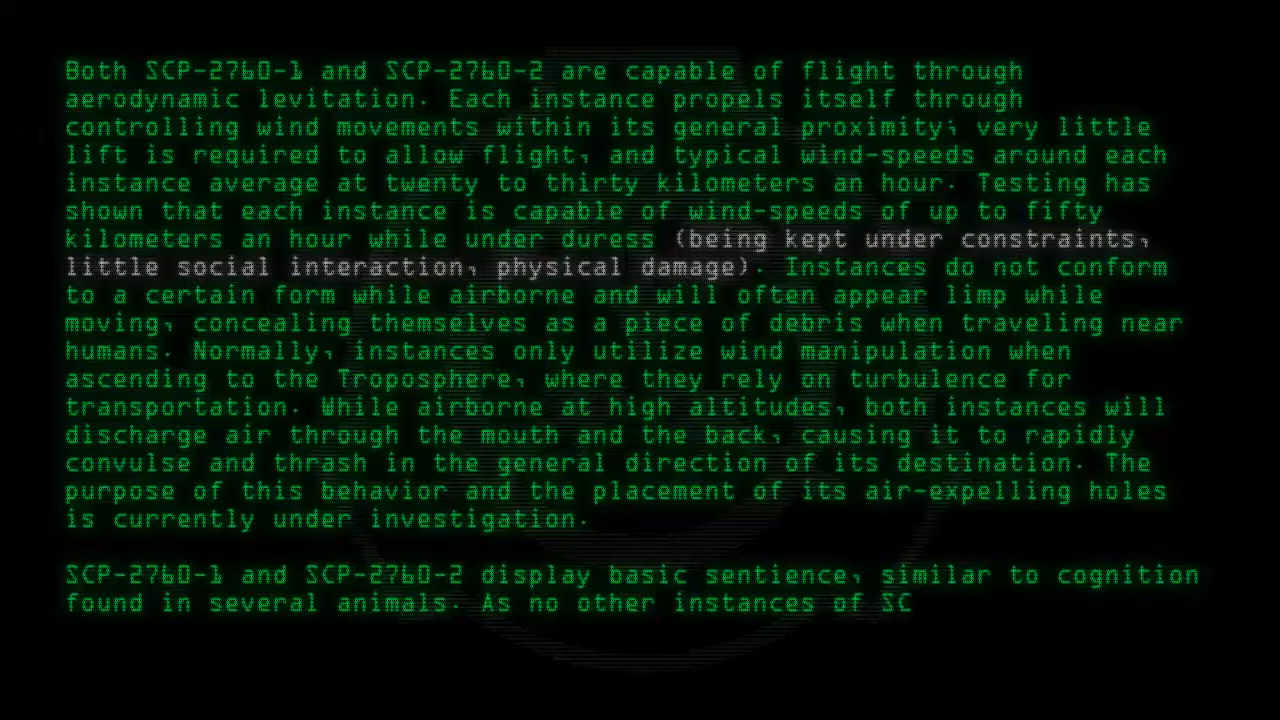 Both SCP-2760-1 and SCP-2760-2 are capable of flight through
aerodynamic levitation. Each instance propels itself through
controlling wind movements within its general proximity; very little
lift is required to allow flight, and typical wind-speeds around each
instance average at twenty to thirty kilometers an hour. Testing has
shown that each instance is capable of wind-speeds of up to fifty
kilometers an hour while under duress (being kept under constraints,
little social interaction, physical damage). Instances do not conform
to a certain form while airborne and will often appear limp while
moving, concealing themselves as a piece of debris when traveling near
humans. Normally, instances only utilize wind manipulation when
ascending to the Troposphere, where they rely on turbulence for
transportation. While airborne at high altitudes, both instances will
discharge air through the mouth and the back, causing it to rapidly
convulse and thrash in the general direction of its destination. The
purpose of this behavior and the placement of its air-expelling holes
is currently under investigation.
SCP-2760-1 and SCP-2760-2 display basic sentience, similar to cognition
found in several animals. As no other instances of SC